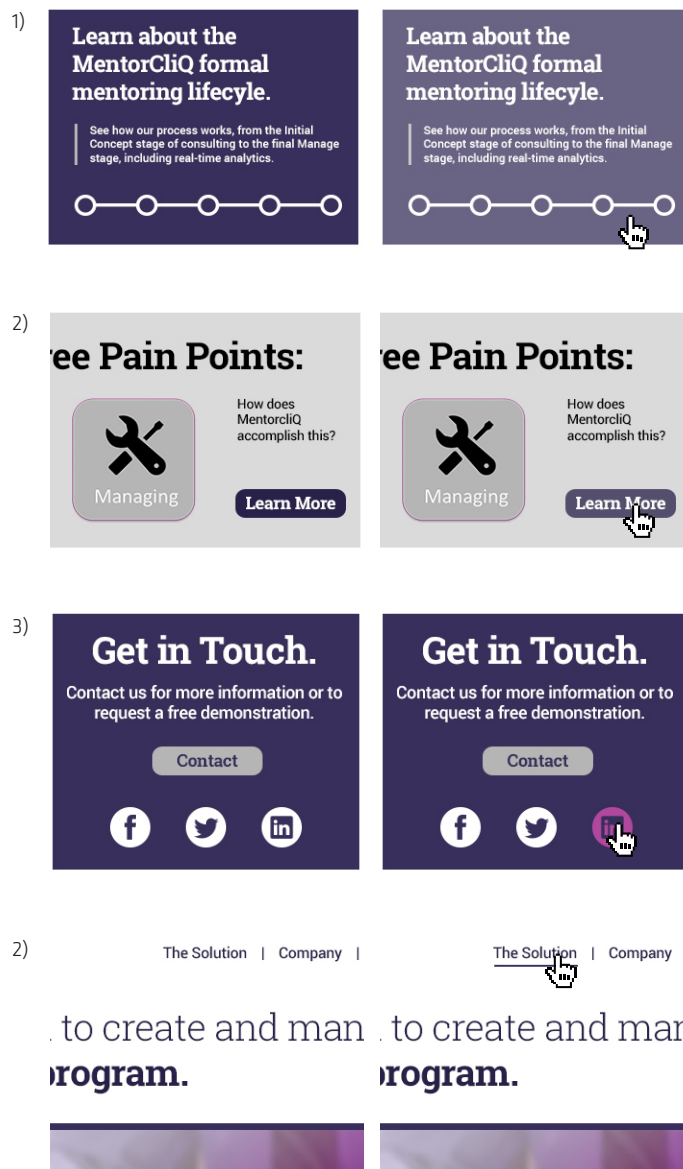 1)
Learn about the
MentorCliQ formal
mentoring lifecyle.
See how our process works, from the Initial
Concept stage of consulting to the final Manage
stage, including real-time analytics.
Learn about the
MentorCliQ formal
mentoring lifecyle.
See how our process works, from the Initial
Concept stage of consulting to the final Manage
stage, including real-time analytics.
2)
ree Pain Points:
How does
MentorcliQ
accomplish this?
Managing
Learn More
ee Pain Points:
How does
MentorcliQ
accomplish this?
Managing
Learn More
3)
Get in Touch.
Contact us for more information or to
request a free demonstration.
Contact
f
in
Get in Touch.
Contact us for more information or to
request a free demonstration.
Contact
f
in
2)
The Solution | Company |
to create and man
program.
The Solution | Company
to create and mar
program.